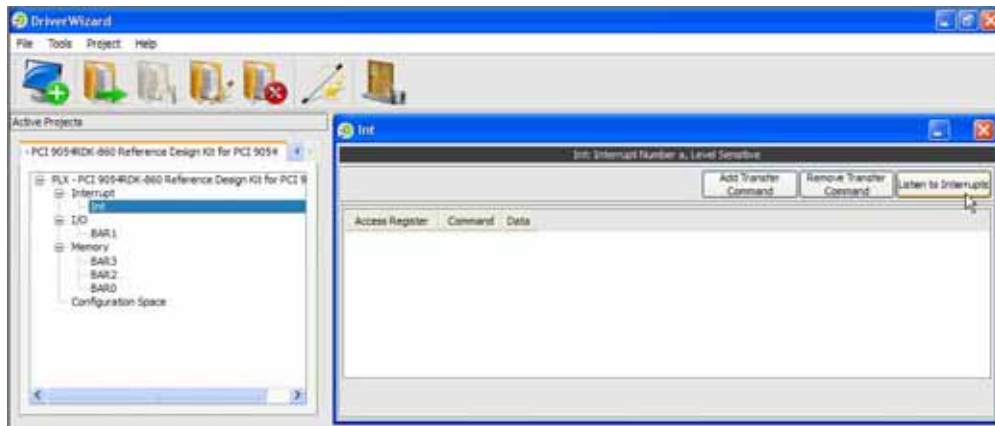 DriverWizard
File Tools Project Help
Active Projects
- PCI 9054RDK-860 Reference Design Kit for PCI 9054
PLX - PCI 9054RDK-860 Reference Design Kit for PCI 9
Interrupt
Int
I/O
BAR1
Memory
BAR3
BAR2
BAR0
Configuration Space
Int
Int: Interrupt Number a, Level Sensitive
Add Transfer Command
Remove Transfer Command
Listen to Interrupts
Access Register Command Data